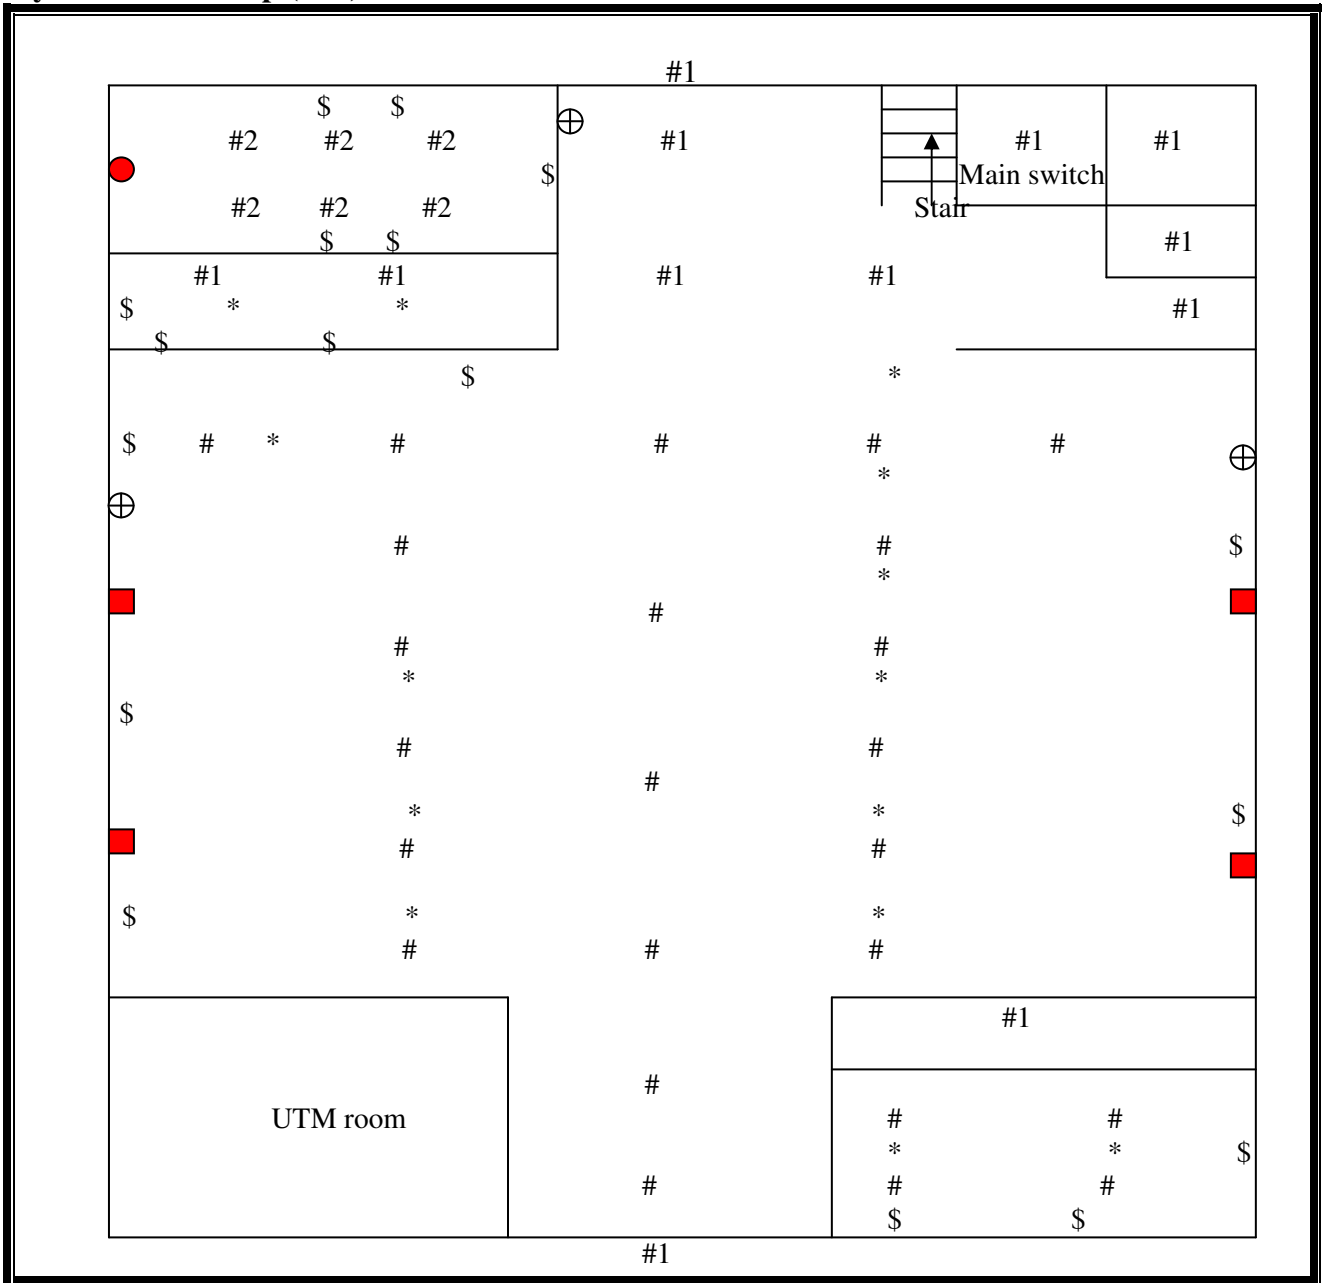 #1
$ $
#2 #2 #2 #1 #1 #1
$ Main switch
#2 #2 #2 Stair
$ $ #1
#1 #1 #1 #1
$ * * #1
$ $
$ *
$ # * # # # #
*
# # $
*
#
# #
* *
$
# #
#
* * $
# #
$ * *
# # #
#1
#
UTM room # #
* * $
# # #
$ $
#1